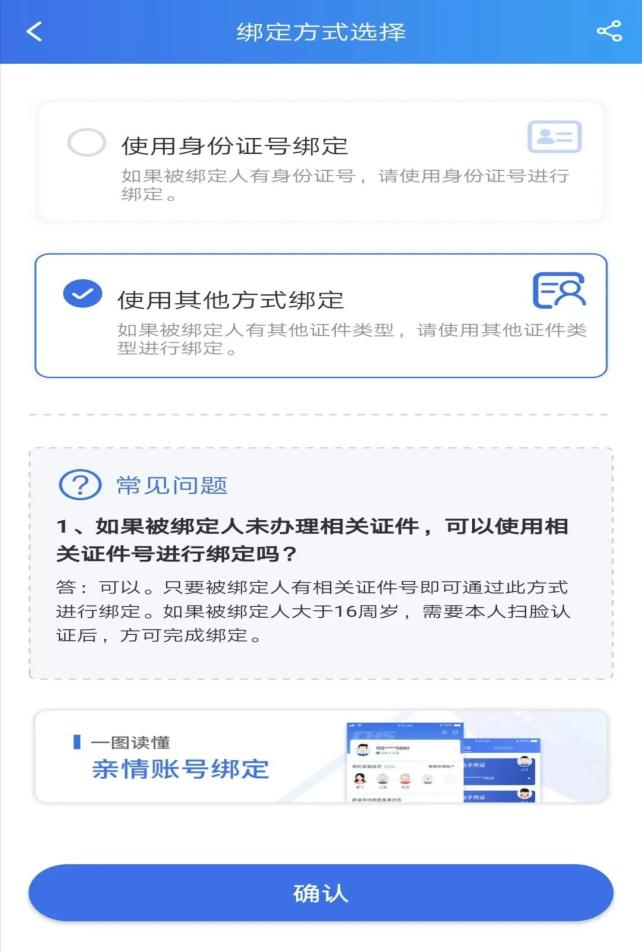 绑定方式选择
使用身份证号绑定
如果被绑定人有身份证号，请使用身份证号进行
绑定。
使用其他方式绑定
如果被绑定人有其他证件类型，请使用其他证件类
型进行绑定。
常见问题
1、如果被绑定人未办理相关证件，可以使用相
关证件号进行绑定吗？
答：可以。只要被绑定人有相关证件号即可通过此方式
进行绑定。如果被绑定人大于16周岁，需要本人扫脸认
证后，方可完成绑定。
一图读懂
亲情账号绑定
确认